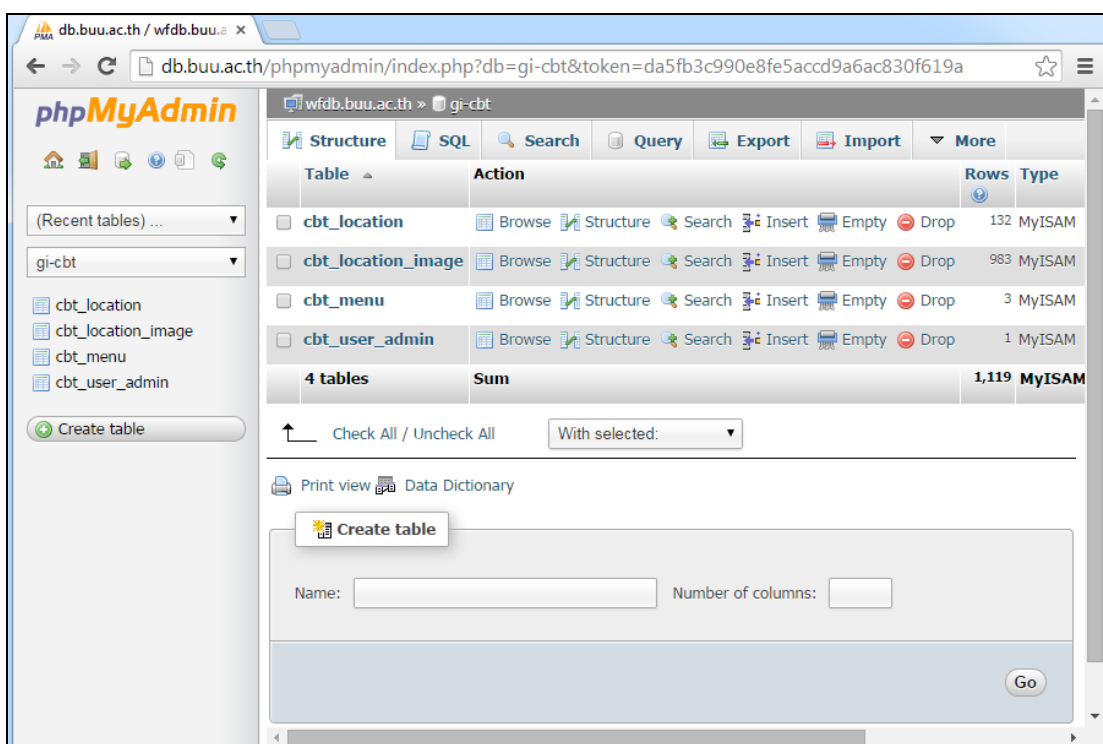 db.buu.ac.th / wfdb.buu.a
db.buu.ac.th/phpmyadmin/index.php?db=gi-cbt&token=da5fb3c990e8fe5accd9a6ac830f619a
phpMyAdmin
(Recent tables) ...
gi-cbt
cbt_location
cbt_location_image
cbt_menu
cbt_user_admin
Create table
wfdb.buu.ac.th » gi-cbt
Structure SQL Search Query Export Import More
Table Action Rows Type
cbt_location Browse Structure Search Insert Empty Drop 132 MyISAM
cbt_location_image Browse Structure Search Insert Empty Drop 983 MyISAM
cbt_menu Browse Structure Search Insert Empty Drop 3 MyISAM
cbt_user_admin Browse Structure Search Insert Empty Drop 1 MyISAM
4 tables Sum 1,119 MyISAM
Check All / Uncheck All With selected:
Print view Data Dictionary
Create table
Name: Number of columns:
Go